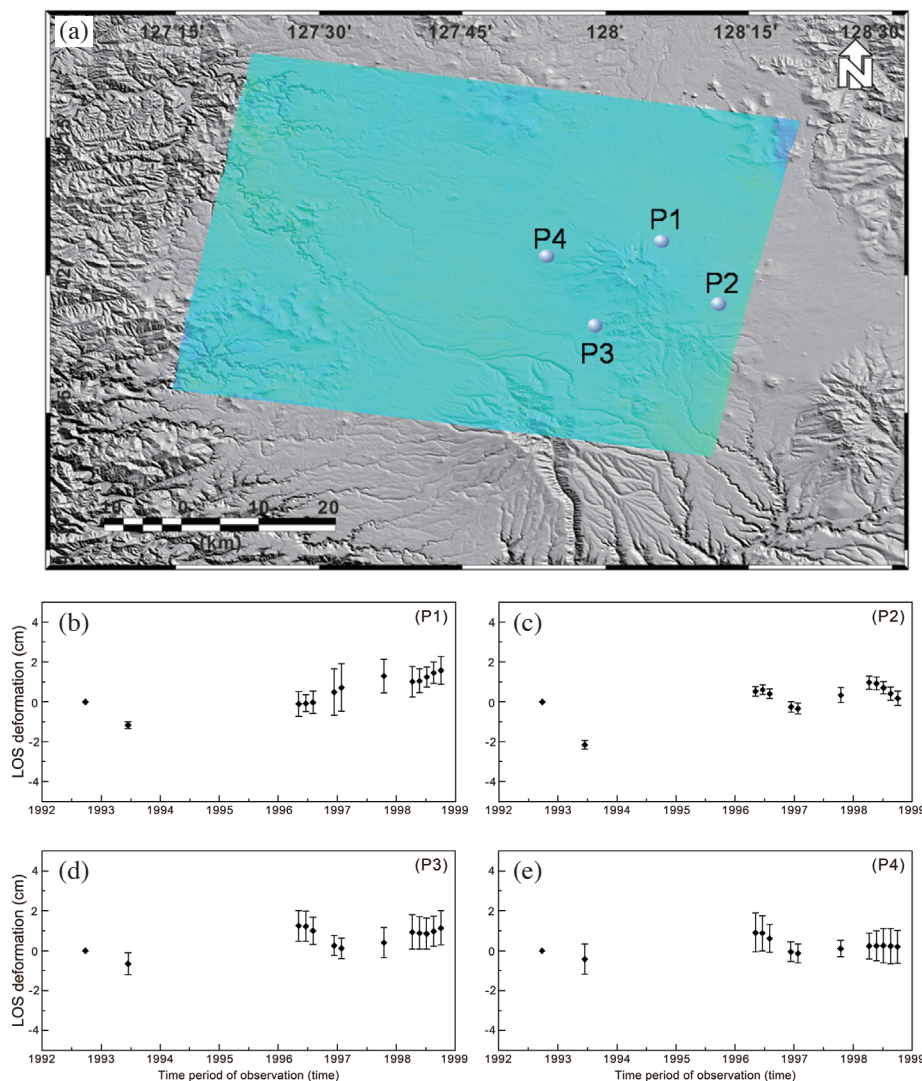 (a)
127°15'
127°30'
127°45'
128°
128°15'
128°30'
N
P1
P4
P2
P3
10 0 10 20
(km)
(b)
(P1)
LOS deformation (cm)
4
2
0
-2
-4
1992 1993 1994 1995 1996 1997 1998 1999
(c)
(P2)
4
2
0
-2
-4
1992 1993 1994 1995 1996 1997 1998 1999
(d)
(P3)
LOS deformation (cm)
4
2
0
-2
-4
1992 1993 1994 1995 1996 1997 1998 1999
Time period of observation (time)
(e)
(P4)
4
2
0
-2
-4
1992 1993 1994 1995 1996 1997 1998 1999
Time period of observation (time)